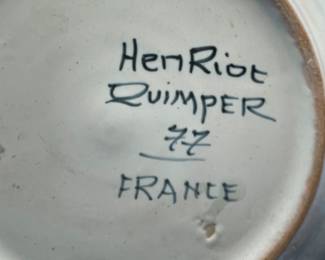 HenRiot
QUIMPER
77
FRANCE